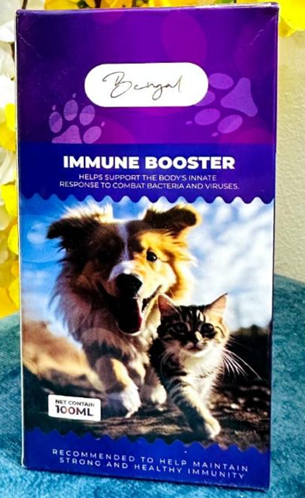 Bengal
IMMUNE BOOSTER
HELPS SUPPORT THE BODY'S INNATE
RESPONSE TO COMBAT BACTERIA AND VIRUSES.
NET CONTAIN
100ML
RECOMMENDED TO HELP MAINTAIN
STRONG AND HEALTHY IMMUNITY